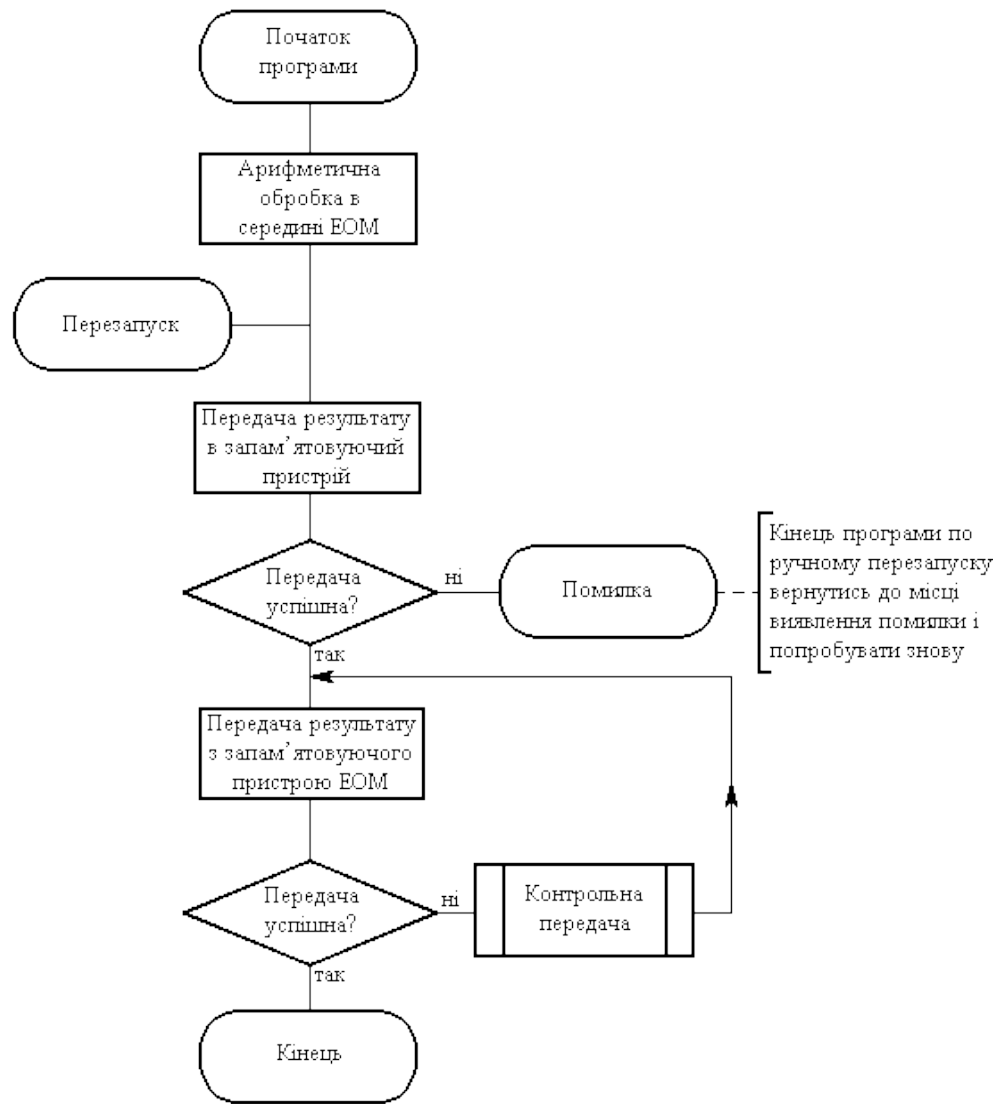 Початок
програми
Арифметична
обробка в
середині ЕОМ
Перезапуск
Передача результату
в запам’ятовуючий
пристрій
Передача
успішна?
ні
Помилка
Кінець програми по
ручному перезапуску
вернутись до місці
виявлення помилки і
попробувати знову
так
Передача результату
з запам’ятовуючого
пристрою ЕОМ
Передача
успішна?
ні
Контрольна
передача
так
Кінець